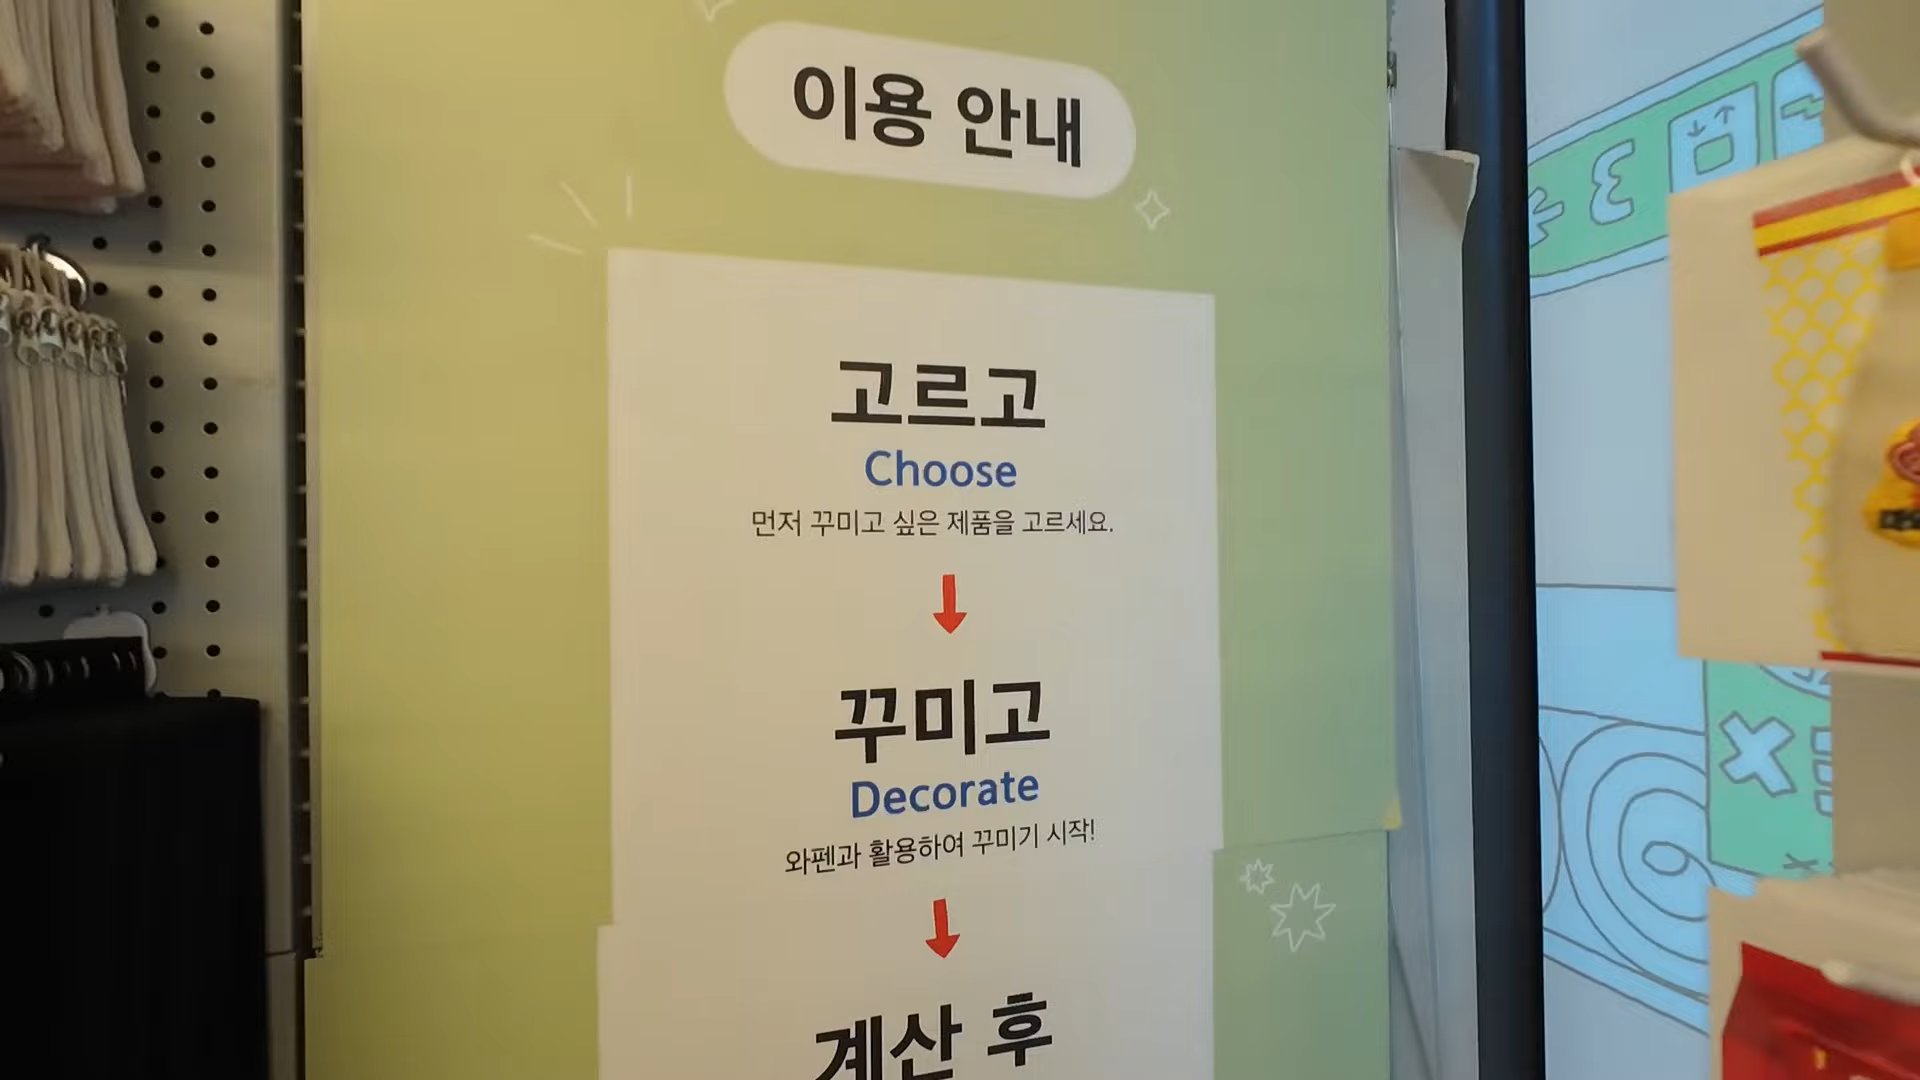 이용 안내
고르고
Choose
먼저 꾸미고 싶은 제품을 고르세요.
꾸미고
Decorate
와펜과 활용하여 꾸미기 시작!
계산 후
3